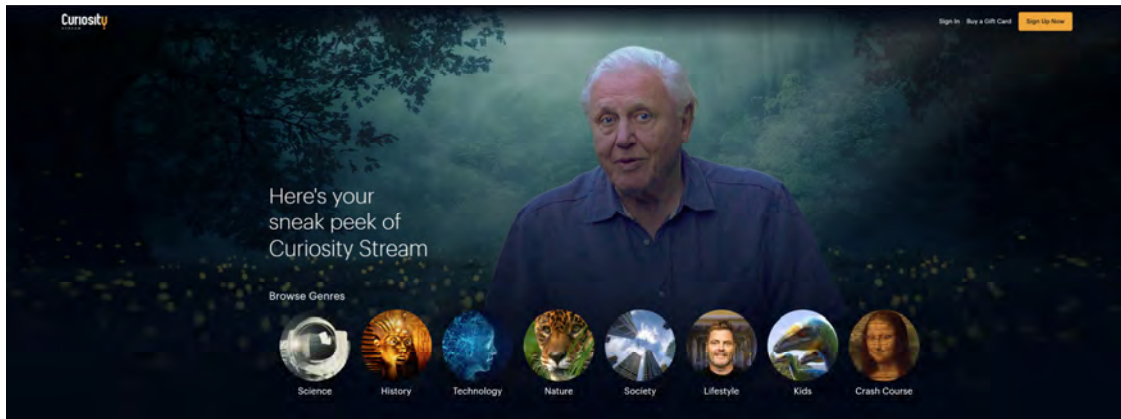 Curiosity
STREAM
Sign In Buy a Gift Card Sign Up Now
Here's your
sneak peek of
Curiosity Stream
Browse Genres
Science History Technology Nature Society Lifestyle Kids Crash Course